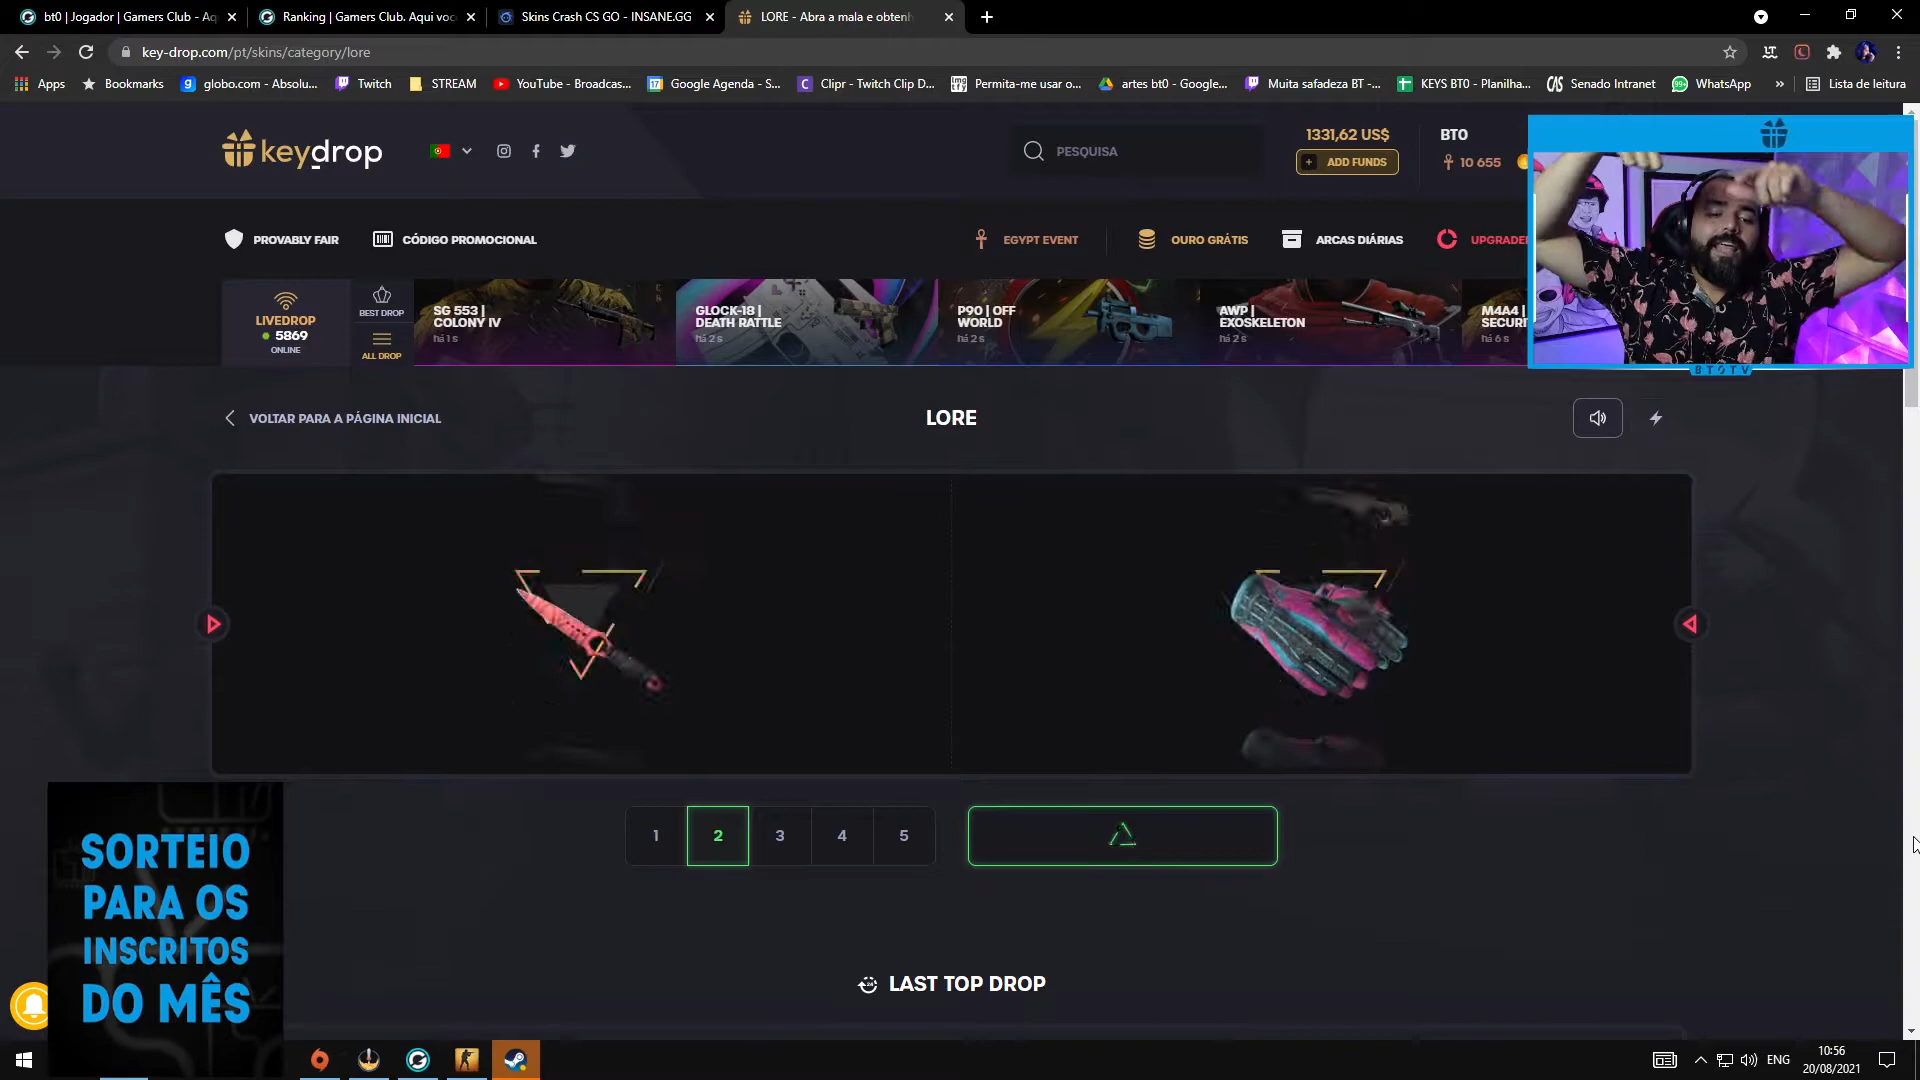 bt0 | Jogador | Gamers Club - Aq
Ranking | Gamers Club. Aqui voc
Skins Crash CS GO - INSANE.GG
LORE - Abra a mala e obtenh
key-drop.com/pt/skins/category/lore
Apps
Bookmarks
globo.com - Absolu...
Twitch
STREAM
YouTube - Broadcas...
Google Agenda - S...
Clipr - Twitch Clip D...
Permita-me usar o...
artes bt0 - Google...
Muita safadeza BT -...
KEYS BT0 - Planilha...
Senado Intranet
WhatsApp
»
Lista de leitura
keydrop
PESQUISA
1331,62 US$
+ ADD FUNDS
BT0
10 655
PROVABLY FAIR
CÓDIGO PROMOCIONAL
EGYPT EVENT
OURO GRÁTIS
ARCAS DIÁRIAS
UPGRADE
LIVEDROP
5869
ONLINE
BEST DROP
ALL DROP
SG 553 |
COLONY IV
há 1 s
GLOCK-18 |
DEATH RATTLE
há 2 s
P90 | OFF
WORLD
há 2 s
AWP |
EXOSKELETON
há 2 s
M4A4 |
SECURI
há 6 s
BT0TV
VOLTAR PARA A PÁGINA INICIAL
LORE
1
2
3
4
5
SORTEIO
PARA OS
INSCRITOS
DO MÊS
LAST TOP DROP
ENG
10:56
20/08/2021